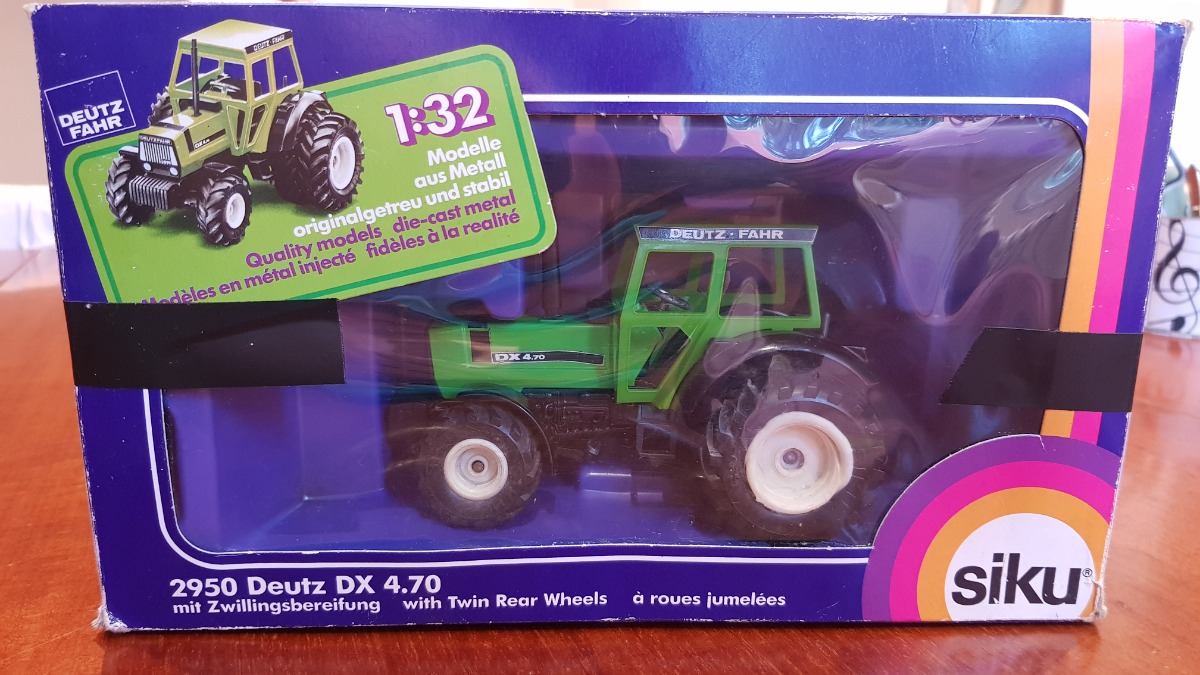 DEUTZ
FAHR
DEUTZ-FAHR
1:32
Modelle
aus Metall
originalgetreu und stabil
Quality models die-cast metal
Modèles en métal injecté fidèles à la realité
DEUTZ-FAHR
DX 4.70
2950 Deutz DX 4.70
mit Zwillingsbereifung with Twin Rear Wheels à roues jumelées
siku®